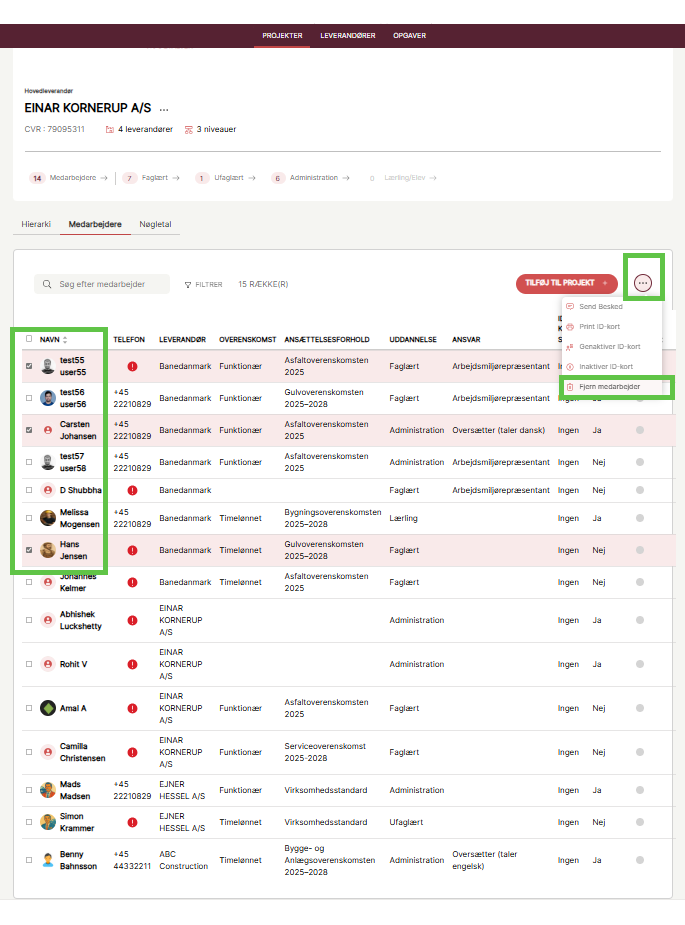 PROJEKTER LEVERANDØRER OPGAVER
Hovedleverandør
EINAR KORNERUP A/S ...
CVR : 79095311 4 leverandører 3 niveauer
14 Medarbejdere → 7 Faglært → 1 Ufaglært → 6 Administration → 0 Lærling/Elev →
Hierarki Medarbejdere Nøgletal
Søg efter medarbejder FILTRER 15 RÆKKE(R) TILFØJ TIL PROJEKT + ...
Send Besked
Print ID-kort
Genaktiver ID-kort
Inaktiver ID-kort
Fjern medarbejder
NAVN TELEFON LEVERANDØR OVERENSKOMST ANSÆTTELSESFORHOLD UDDANNELSE ANSVAR
test55 user55 Banedanmark Funktionær Asfaltoverenskomsten 2025 Faglært Arbejdsmiljørepræsentant
test56 user56 +45 22210829 Banedanmark Funktionær Gulvoverenskomsten 2025-2028 Faglært
Carsten Johansen +45 22210829 Banedanmark Funktionær Asfaltoverenskomsten 2025 Administration Oversætter (taler dansk) Ingen Ja
test57 user58 +45 22210829 Banedanmark Funktionær Asfaltoverenskomsten 2025 Administration Arbejdsmiljørepræsentant Ingen Nej
D Shubbha Banedanmark Faglært Arbejdsmiljørepræsentant Ingen Nej
Melissa Mogensen +45 22210829 Banedanmark Timelønnet Bygningsoverenskomsten 2025-2028 Lærling Ingen Ja
Hans Jensen Banedanmark Timelønnet Gulvoverenskomsten 2025-2028 Faglært Ingen Nej
Johannes Kelmer Banedanmark Timelønnet Asfaltoverenskomsten 2025 Faglært Ingen Nej
Abhishek Luckshetty EINAR KORNERUP A/S Administration Ingen Ja
Rohit V EINAR KORNERUP A/S Administration Ingen Ja
Amal A EINAR KORNERUP A/S Funktionær Asfaltoverenskomsten 2025 Faglært Ingen Nej
Camilla Christensen EINAR KORNERUP A/S Funktionær Serviceoverenskomst 2025-2028 Faglært Ingen Nej
Mads Madsen +45 22210829 EJNER HESSEL A/S Funktionær Virksomhedsstandard Administration Ingen Ja
Simon Krammer EJNER HESSEL A/S Timelønnet Virksomhedsstandard Ufaglært Ingen Nej
Benny Bahnsson +45 44332211 ABC Construction Timelønnet Bygge- og Anlægsoverenskomsten 2025-2028 Administration Oversætter (taler engelsk) Ingen Ja